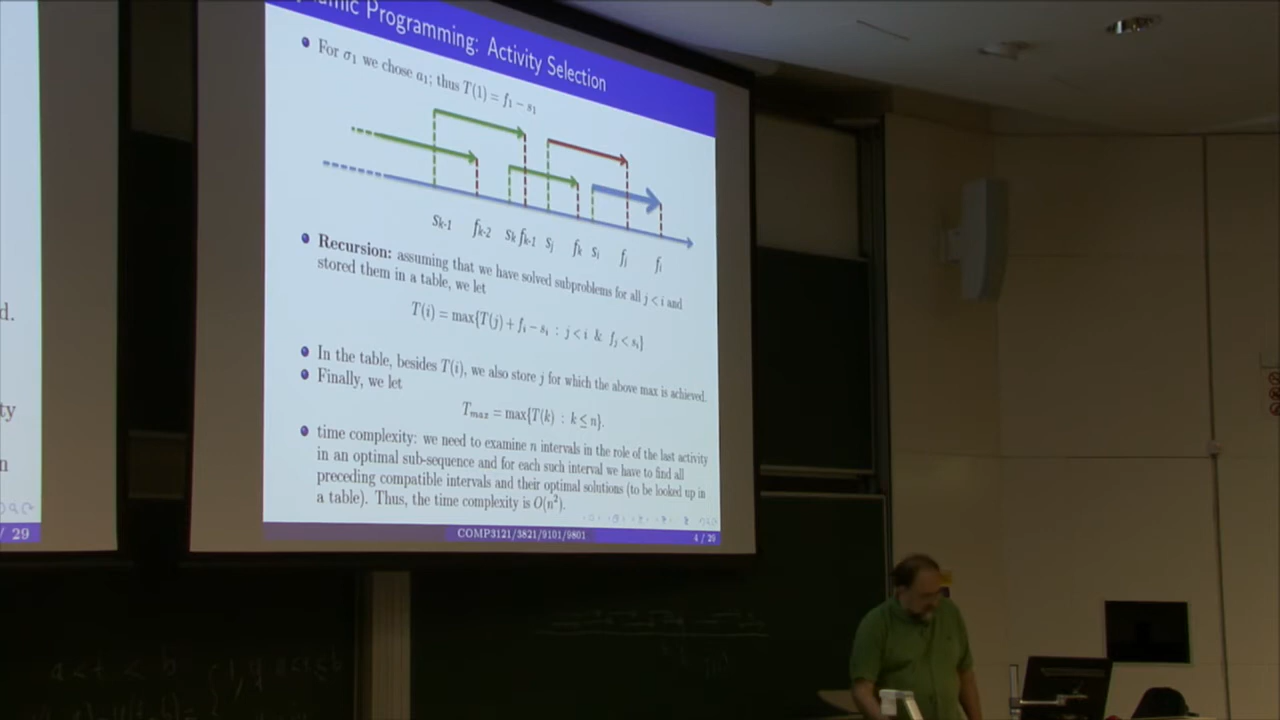 Programming: Activity Selection
For σ₁ we chose a₁; thus T(1) = f₁ − s₁
sₖ₋₁ fₖ₋₂ sₖ fₖ₋₁ sⱼ fₖ sᵢ fⱼ fᵢ
Recursion: assuming that we have solved subproblems for all j < i and
stored them in a table, we let
T(i) = max{T(j) + fᵢ − sᵢ : j < i & fⱼ < sᵢ}
In the table, besides T(i), we also store j for which the above max is achieved.
Finally, we let
Tₘₐₓ = max{T(k) : k ≤ n}.
time complexity: we need to examine n intervals in the role of the last activity
in an optimal sub-sequence and for each such interval we have to find all
preceding compatible intervals and their optimal solutions (to be looked up in
a table). Thus, the time complexity is O(n²).
COMP3121/3821/9101/9801
4 / 29
d.
ty
n
/ 29